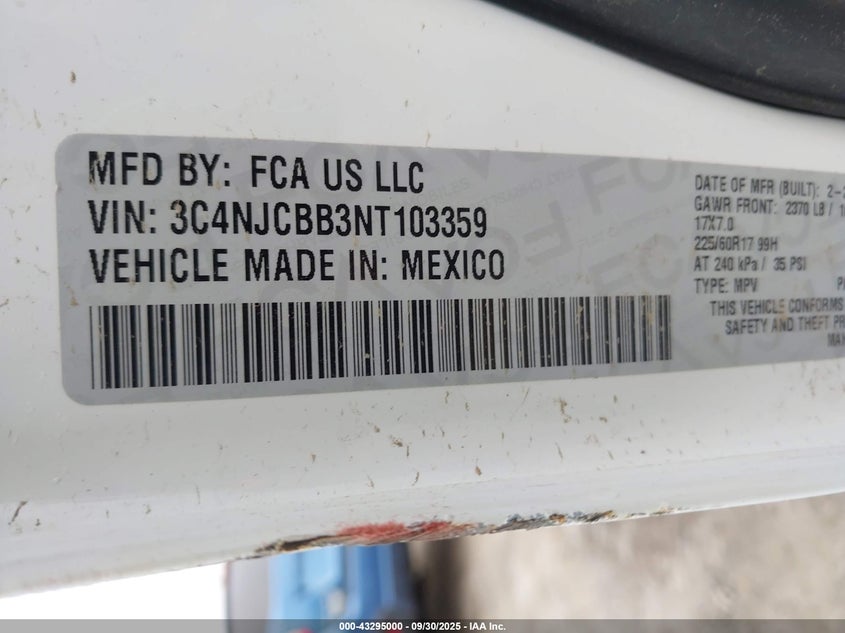 MFD BY: FCA US LLC
VIN: 3C4NJCBB3NT103359
VEHICLE MADE IN: MEXICO
DATE OF MFR (BUILT): 2-
GAWR FRONT: 2370 LB /
17X7.0
225/60R17 99H
AT 240 kPa / 35 PSI
TYPE: MPV
THIS VEHICLE CONFORMS
SAFETY AND THEFT
000-43295000 - 09/30/2025 - IAA Inc.